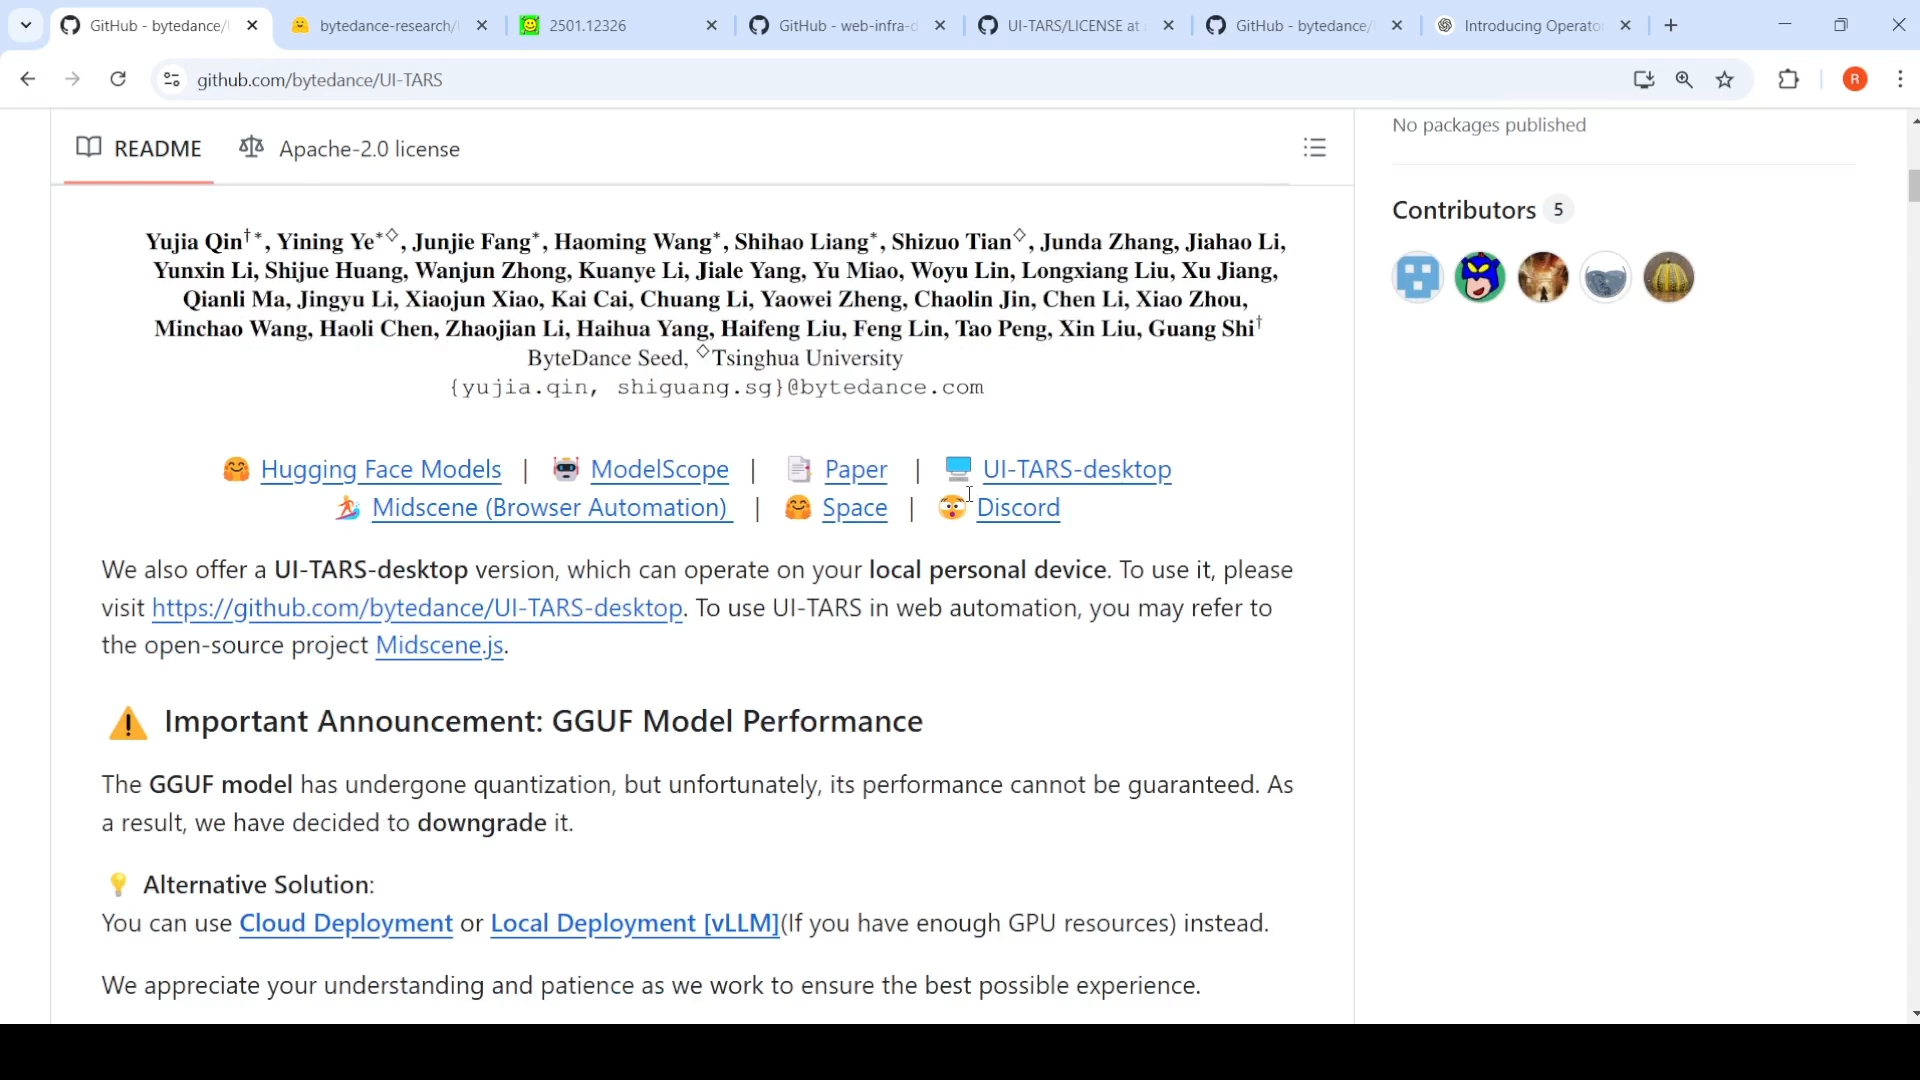 GitHub - bytedance/
bytedance-research/
2501.12326
GitHub - web-infra-d
UI-TARS/LICENSE at
GitHub - bytedance/
Introducing Operato
github.com/bytedance/UI-TARS
R
README
Apache-2.0 license
Yujia Qin†*, Yining Ye*◇, Junjie Fang*, Haoming Wang*, Shihao Liang*, Shizuo Tian◇, Junda Zhang, Jiahao Li,
Yunxin Li, Shijue Huang, Wanjun Zhong, Kuanye Li, Jiale Yang, Yu Miao, Woyu Lin, Longxiang Liu, Xu Jiang,
Qianli Ma, Jingyu Li, Xiaojun Xiao, Kai Cai, Chuang Li, Yaowei Zheng, Chaolin Jin, Chen Li, Xiao Zhou,
Minchao Wang, Haoli Chen, Zhaojian Li, Haihua Yang, Haifeng Liu, Feng Lin, Tao Peng, Xin Liu, Guang Shi†
ByteDance Seed, ◇Tsinghua University
{yujia.qin, shiguang.sg}@bytedance.com
🤗 Hugging Face Models | 🤖 ModelScope | 📑 Paper | 🖥️ UI-TARS-desktop
🏄 Midscene (Browser Automation) | 🤗 Space | Discord
We also offer a UI-TARS-desktop version, which can operate on your local personal device. To use it, please
visit https://github.com/bytedance/UI-TARS-desktop. To use UI-TARS in web automation, you may refer to
the open-source project Midscene.js.
⚠️ Important Announcement: GGUF Model Performance
The GGUF model has undergone quantization, but unfortunately, its performance cannot be guaranteed. As
a result, we have decided to downgrade it.
💡 Alternative Solution:
You can use Cloud Deployment or Local Deployment [vLLM](If you have enough GPU resources) instead.
We appreciate your understanding and patience as we work to ensure the best possible experience.
No packages published
Contributors 5